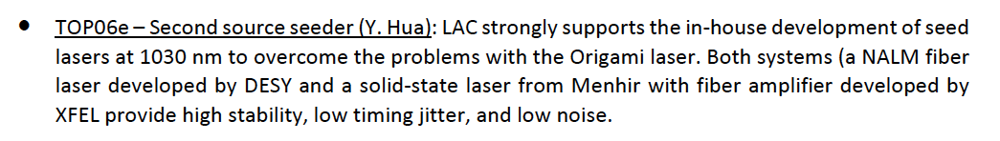 • TOP06e – Second source seeder (Y. Hua): LAC strongly supports the in-house development of seed
lasers at 1030 nm to overcome the problems with the Origami laser. Both systems (a NALM fiber
laser developed by DESY and a solid-state laser from Menhir with fiber amplifier developed by
XFEL provide high stability, low timing jitter, and low noise.